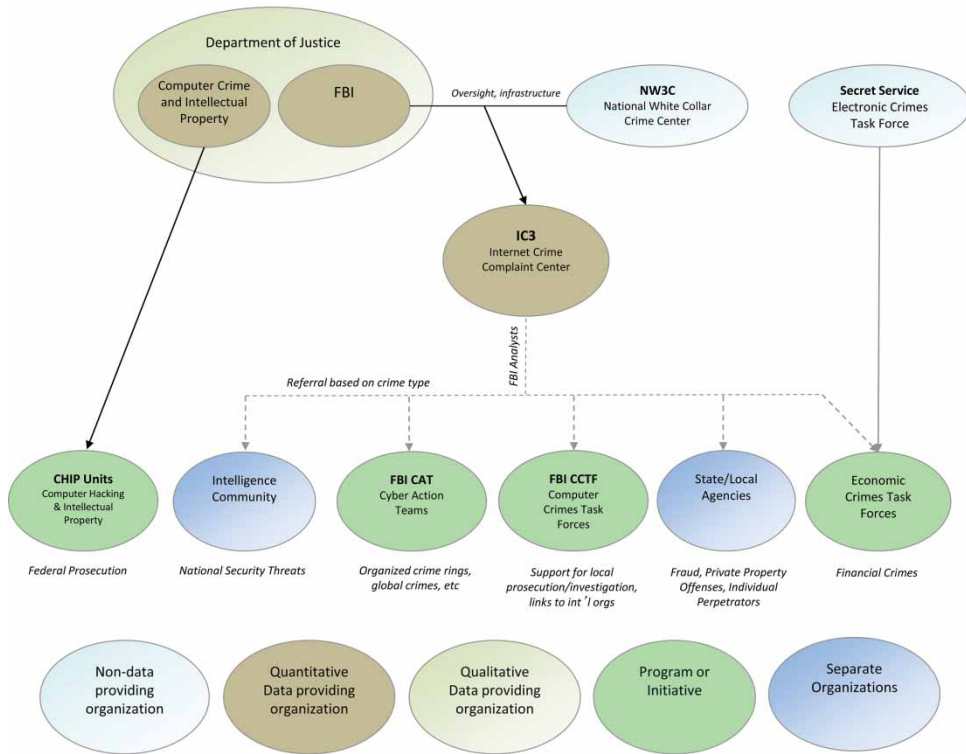 Department of Justice
Computer Crime
and Intellectual
Property
FBI
Oversight, infrastructure
NW3C
National White Collar
Crime Center
Secret Service
Electronic Crimes
Task Force
IC3
Internet Crime
Complaint Center
FBI Analysts
Referral based on crime type
CHIP Units
Computer Hacking
& Intellectual
Property
Intelligence
Community
FBI CAT
Cyber Action
Teams
FBI CCTF
Computer
Crimes Task
Forces
State/Local
Agencies
Economic
Crimes Task
Forces
Federal Prosecution
National Security Threats
Organized crime rings,
global crimes, etc
Support for local
prosecution/investigation,
links to int'l orgs
Fraud, Private Property
Offenses, Individual
Perpetrators
Financial Crimes
Non-data
providing
organization
Quantitative
Data providing
organization
Qualitative
Data providing
organization
Program or
Initiative
Separate
Organizations